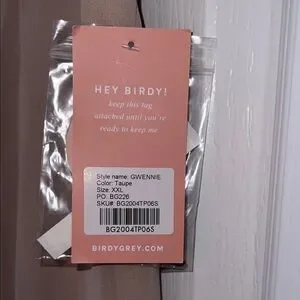 HEY BIRDY!
keep this tag
attached until you're
ready to keep me
Style name: GWENNIE
Color: Taupe
Size: XXL
PO: BG226
SKU#: BG2004TP06S
BG2004TP06S
BIRDYGREY.COM